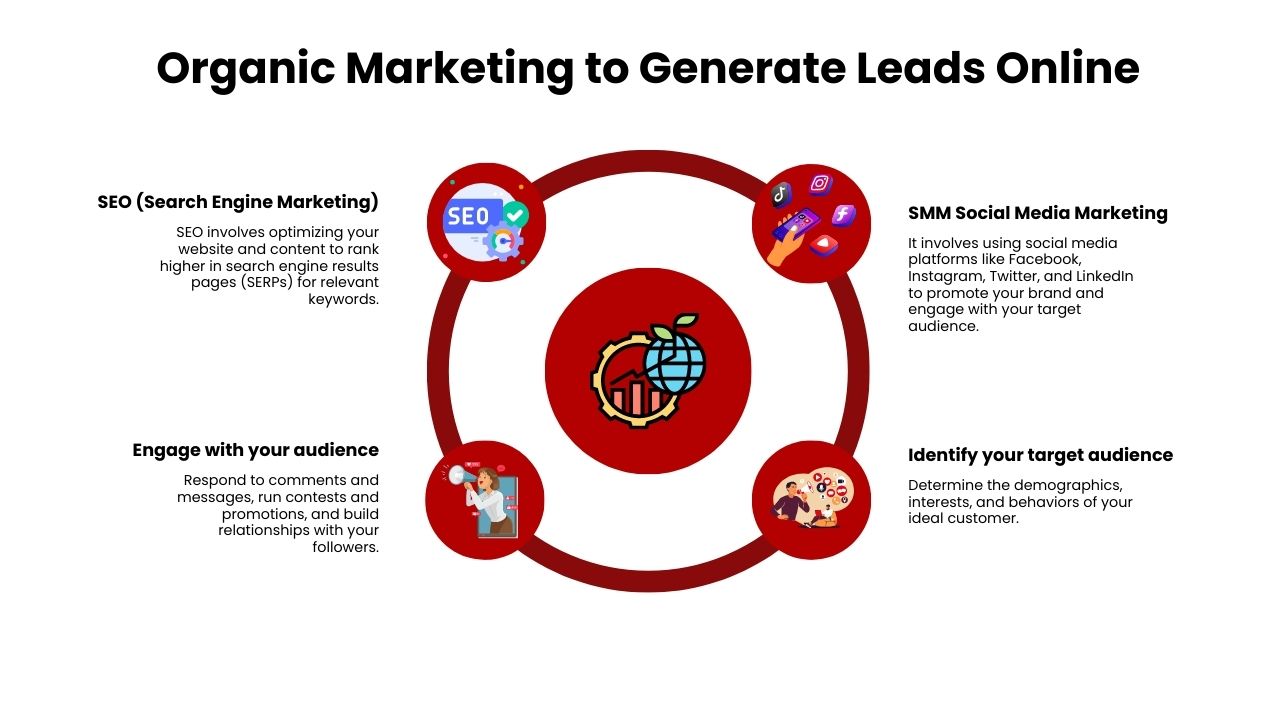 Organic Marketing to Generate Leads Online
SEO (Search Engine Marketing)
SEO involves optimizing your
website and content to rank
higher in search engine results
pages (SERPs) for relevant
keywords.
SEO
SMM Social Media Marketing
It involves using social media
platforms like Facebook,
Instagram, Twitter, and LinkedIn
to promote your brand and
engage with your target
audience.
Engage with your audience
Respond to comments and
messages, run contests and
promotions, and build
relationships with your
followers.
Identify your target audience
Determine the demographics,
interests, and behaviors of your
ideal customer.